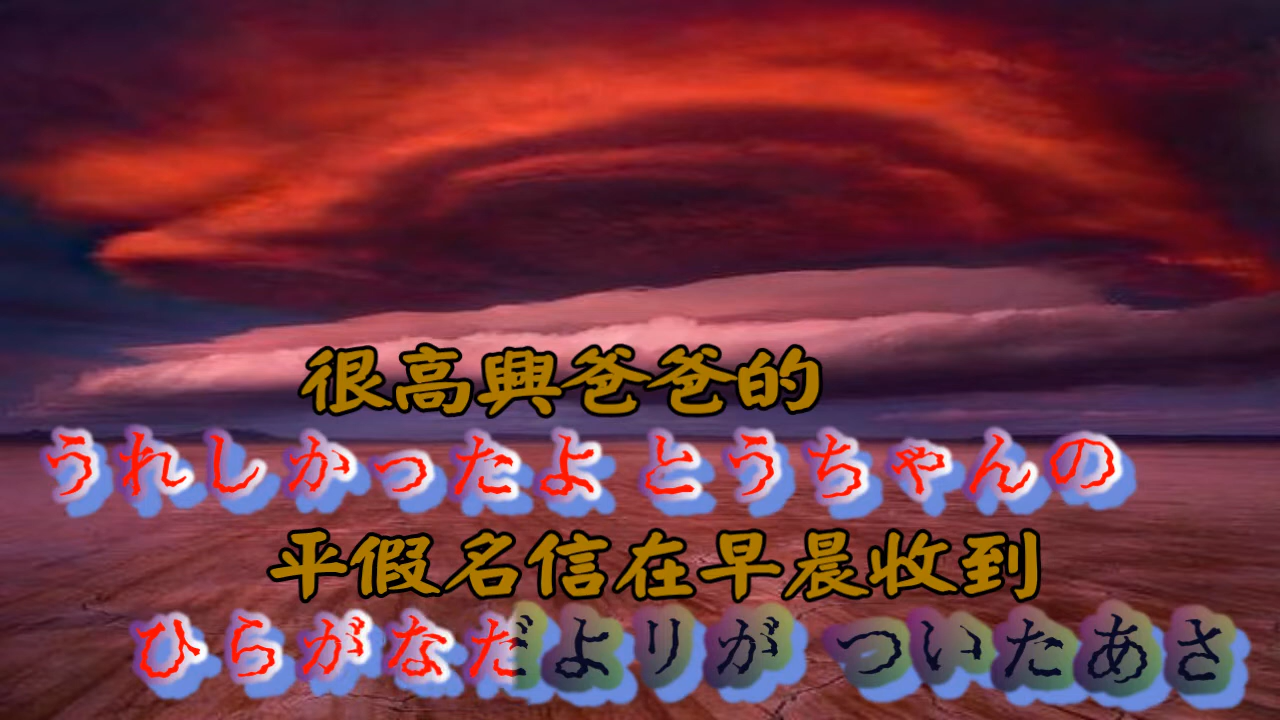 很高興爸爸的
うれしかったよ とうちゃんの
平假名信在早晨收到
ひらがなだよりが ついたあさ